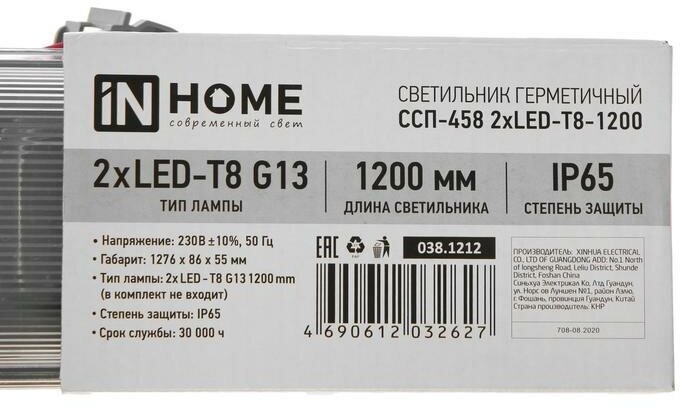 IN HOME
современный свет
СВЕТИЛЬНИК ГЕРМЕТИЧНЫЙ
ССП-458 2xLED-T8-1200
2xLED-T8 G13
ТИП ЛАМПЫ
1200 мм
ДЛИНА СВЕТИЛЬНИКА
IP65
СТЕПЕНЬ ЗАЩИТЫ
• Напряжение: 230В ±10%, 50 Гц
• Габарит: 1276 х 86 х 55 мм
• Тип лампы: 2х LED - T8 G13 1200 mm
(в комплект не входит)
• Степень защиты: IP65
• Срок службы: 30 000 ч
EAC
PAP
038.1212
4 690612 032627
ПРОИЗВОДИТЕЛЬ: XINHUA ELECTRICAL
CO., LTD OF GUANGDONG ADD: No.1 North
of longsheng Road, Leliu District, Shunde
District, Foshan China
Синьхуа Электрикал Ко, Лтд Гуандун,
ул. Норс ов Луншен №1, район Лэлю,
г. Фошань, провинция Гуандун, Китай
Страна производитель: КНР
708-08.2020